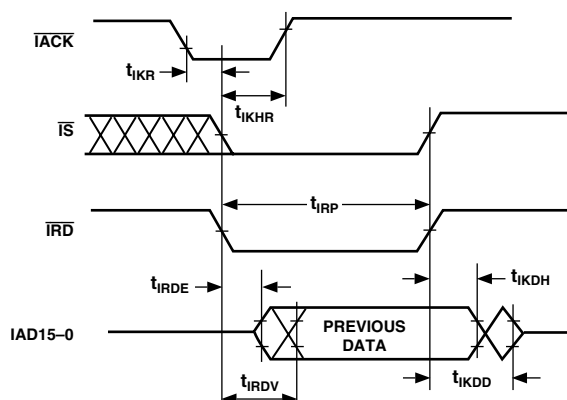 IACK
tIKR
tIKHR
IS
tIRP
IRD
tIRDE
tIKDH
IAD15–0
PREVIOUS
DATA
tIKDD
tIRDV